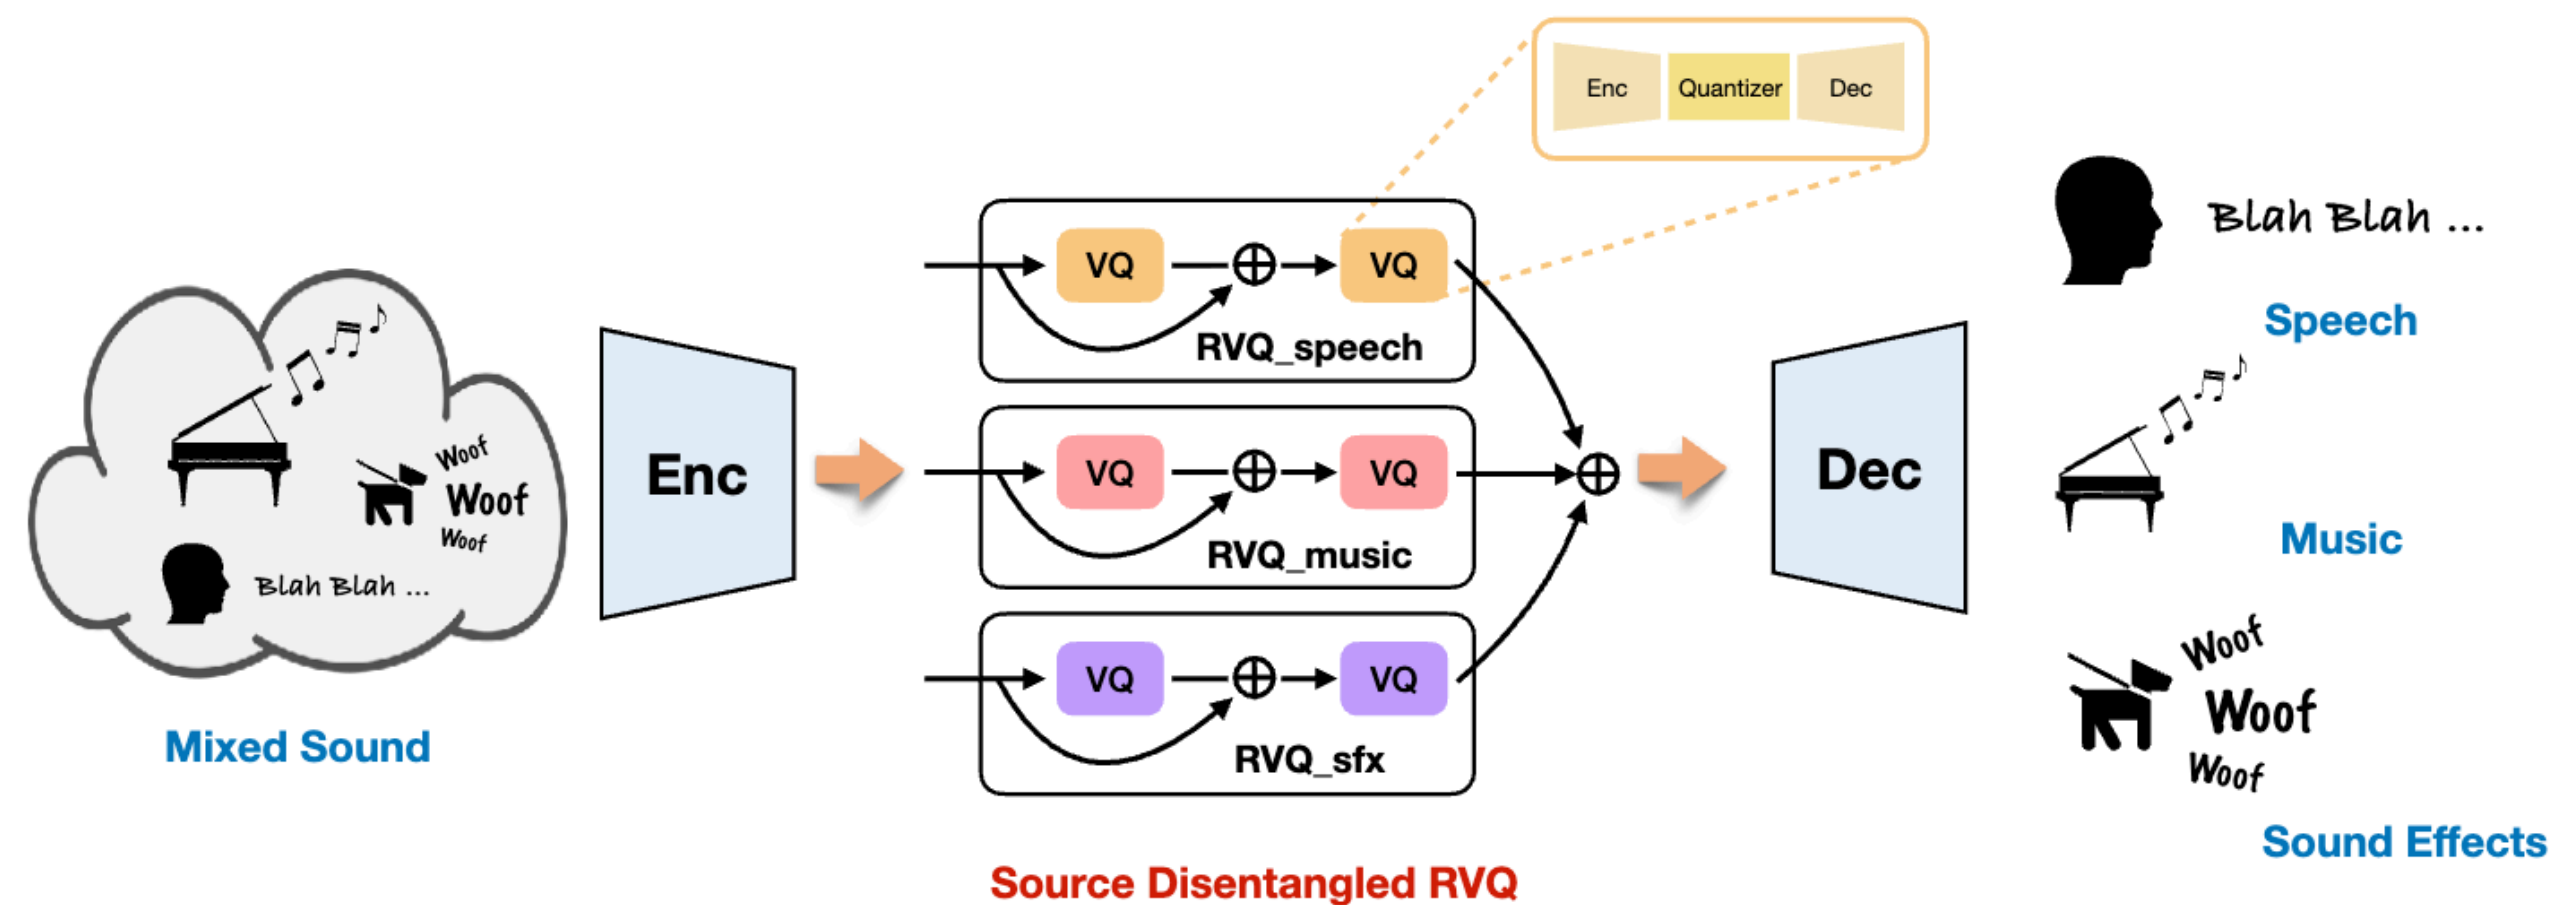 Enc Quantizer Dec
VQ VQ
RVQ_speech
VQ VQ
RVQ_music
VQ VQ
RVQ_sfx
Source Disentangled RVQ
Woof
Woof
Woof
Blah Blah ...
Mixed Sound
Enc
Dec
Blah Blah ...
Speech
Music
Woof
Woof
Woof
Sound Effects